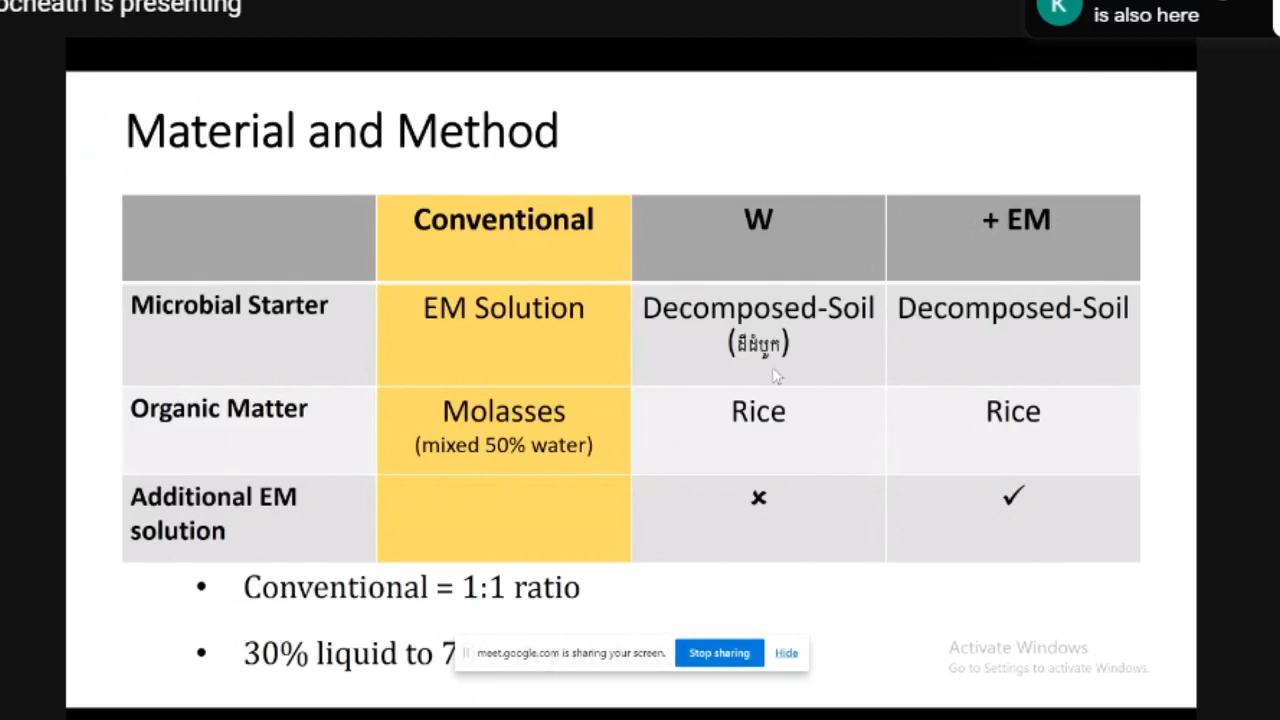 is presenting
K
is also here
Material and Method
Conventional W + EM
Microbial Starter EM Solution Decomposed-Soil Decomposed-Soil
(ដីដំបូក)
Organic Matter Molasses Rice Rice
(mixed 50% water)
Additional EM × ✓
solution
• Conventional = 1:1 ratio
• 30% liquid to 7
meet.google.com is sharing your screen. Stop sharing Hide
Activate Windows
Go to Settings to activate Windows.